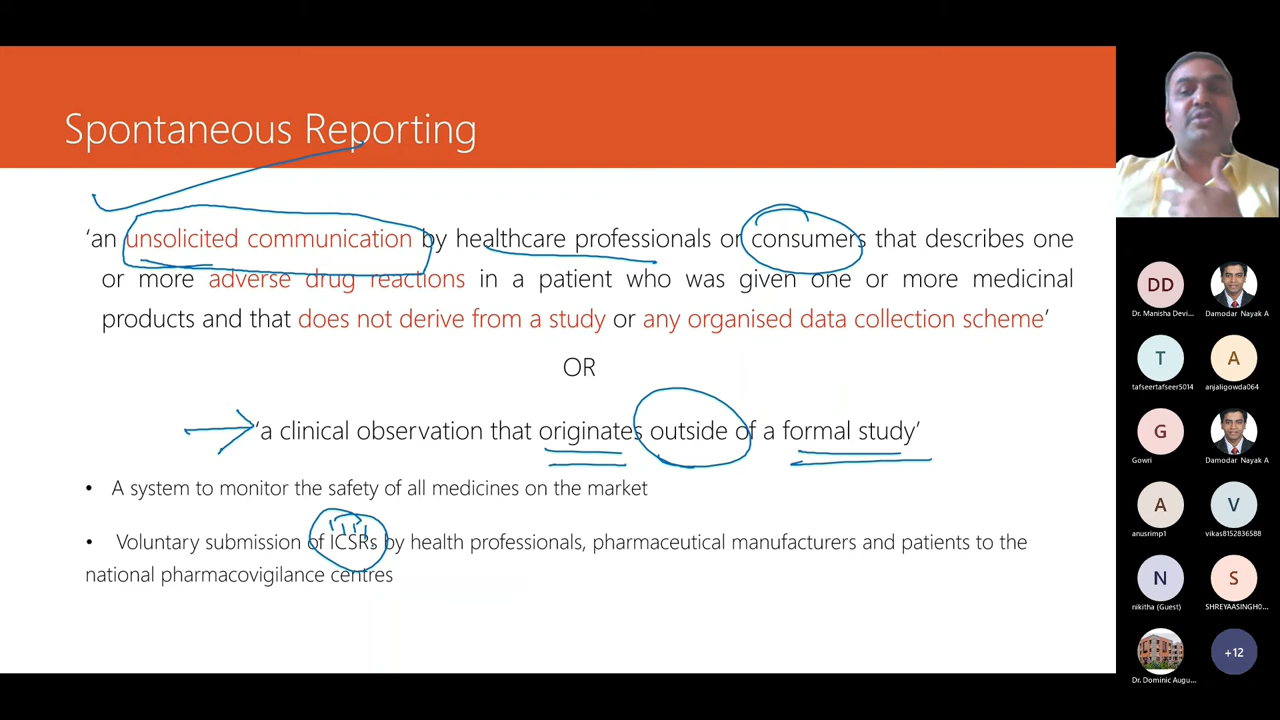 Spontaneous Reporting
‘an unsolicited communication by healthcare professionals or consumers that describes one
or more adverse drug reactions in a patient who was given one or more medicinal
products and that does not derive from a study or any organised data collection scheme’
OR
‘a clinical observation that originates outside of a formal study’
• A system to monitor the safety of all medicines on the market
• Voluntary submission of ICSRs by health professionals, pharmaceutical manufacturers and patients to the
national pharmacovigilance centres
DD
Dr. Manisha Devi...
Damodar Nayak A
T
tafseertafseer5014
A
anjaligowda064
G
Gowri
Damodar Nayak A
A
anusrimp1
V
vikas8152836588
N
nikitha (Guest)
S
SHREYAASINGH0...
Dr. Dominic Augu...
+12